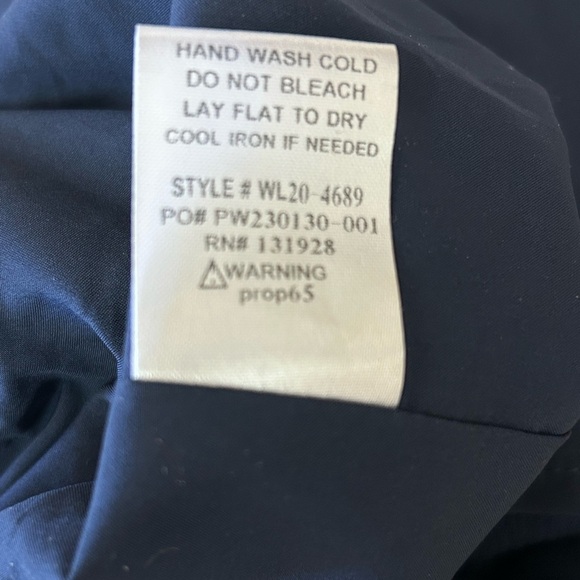 HAND WASH COLD
DO NOT BLEACH
LAY FLAT TO DRY
COOL IRON IF NEEDED
STYLE # WL20-4689
PO# PW230130-001
RN# 131928
⚠WARNING
prop65